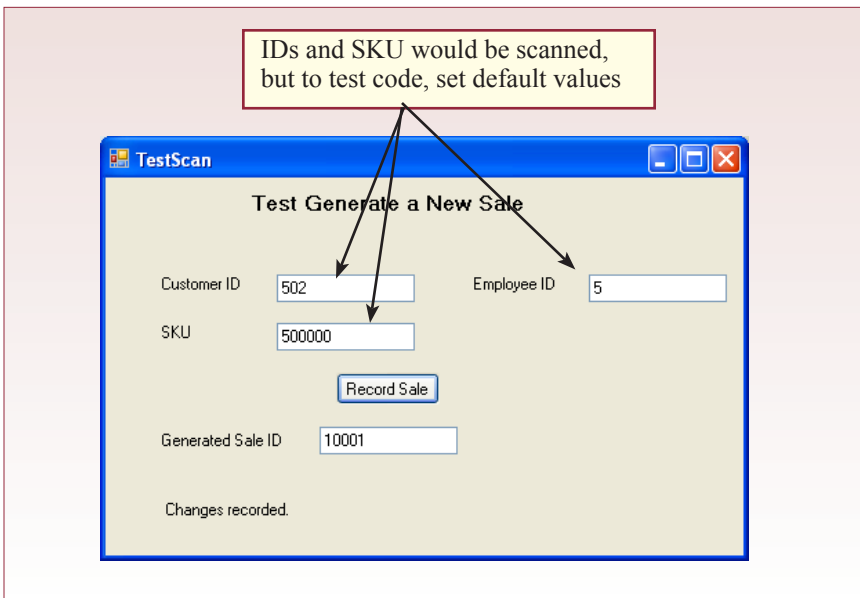 IDs and SKU would be scanned,
but to test code, set default values
TestScan
Test Generate a New Sale
Customer ID 502 Employee ID 5
SKU 500000
Record Sale
Generated Sale ID 10001
Changes recorded.